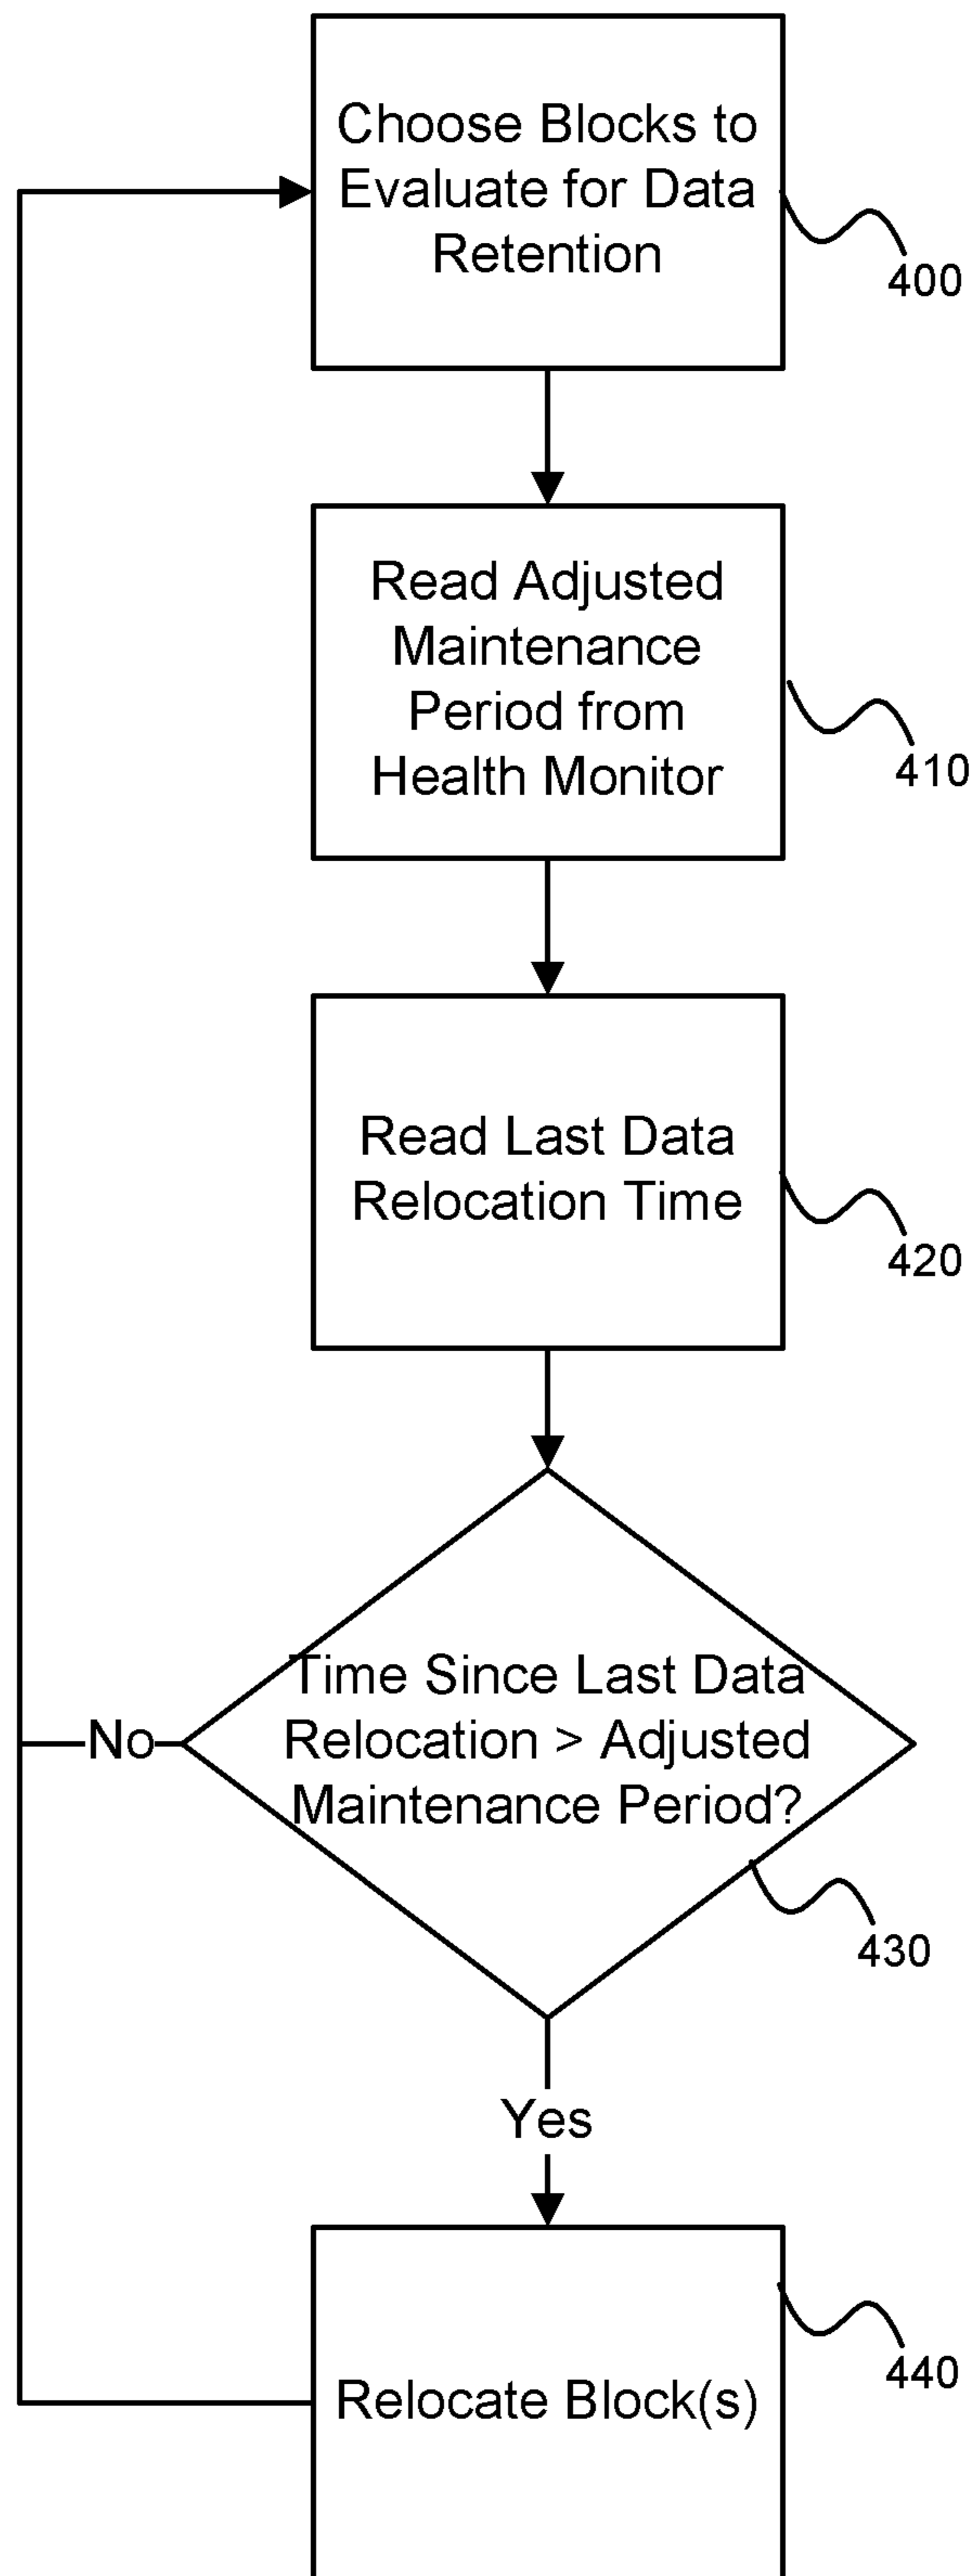 Choose Blocks to
Evaluate for Data
Retention
400
Read Adjusted
Maintenance
Period from
Health Monitor
410
Read Last Data
Relocation Time
420
Time Since Last Data
Relocation > Adjusted
Maintenance Period?
No
430
Yes
Relocate Block(s)
440